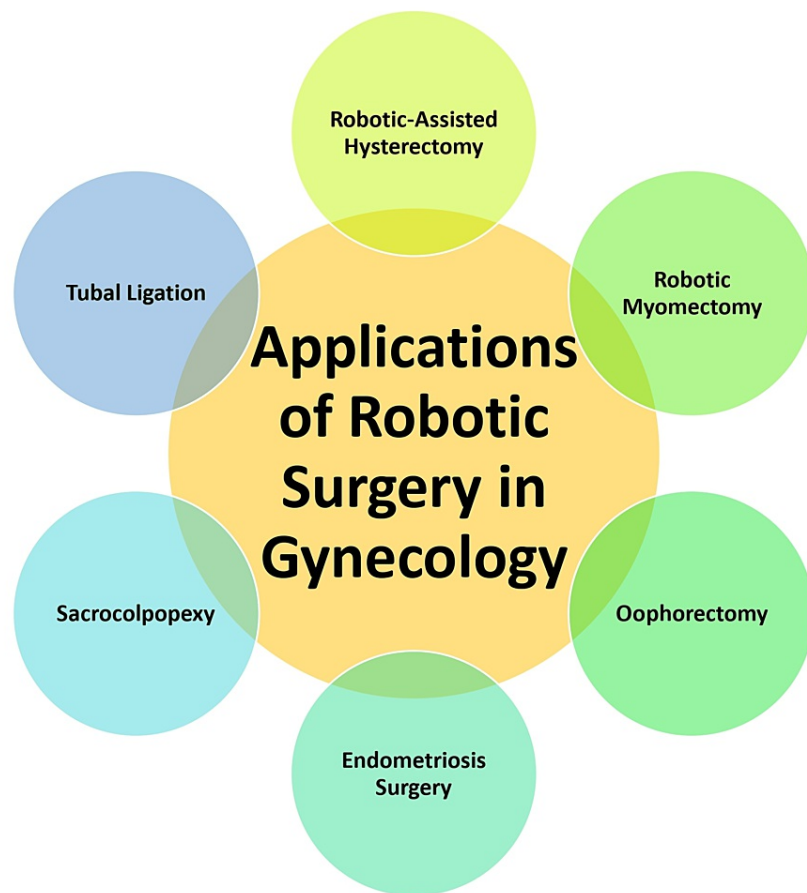 Robotic-Assisted
Hysterectomy
Robotic
Myomectomy
Oophorectomy
Endometriosis
Surgery
Sacrocolpopexy
Tubal Ligation
Applications
of Robotic
Surgery in
Gynecology